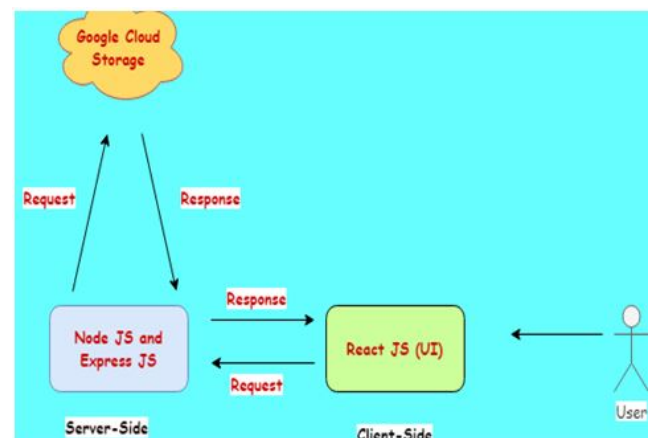 Google Cloud
Storage
Request
Response
Response
Node JS and
Express JS
React JS (UI)
Request
User
Server-Side
Client-Side